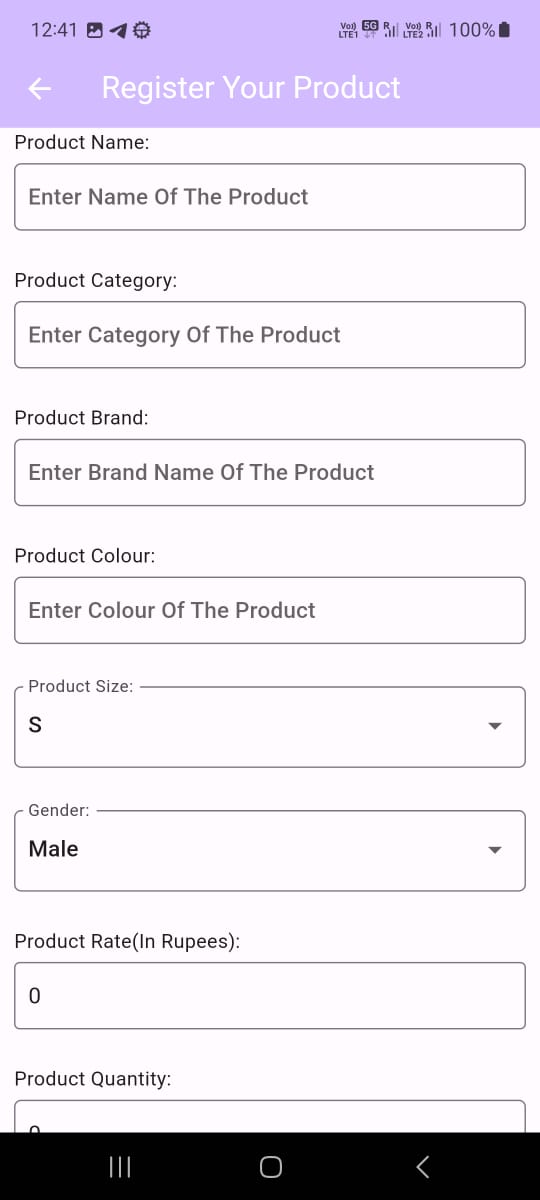 12:41
Vo)) LTE1 5G R Vo)) LTE2 R 100%
Register Your Product
Product Name:
Enter Name Of The Product
Product Category:
Enter Category Of The Product
Product Brand:
Enter Brand Name Of The Product
Product Colour:
Enter Colour Of The Product
Product Size:
S
Gender:
Male
Product Rate(In Rupees):
0
Product Quantity:
0